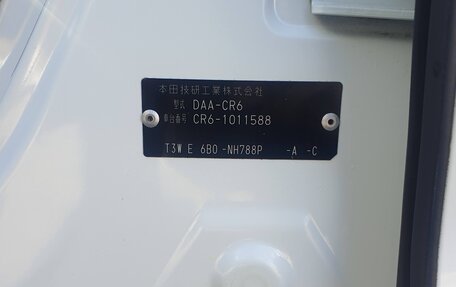 本田技研工業株式会社
型式 DAA-CR6
車台番号 CR6-1011588
T3W E 6B0 -NH788P -A -C